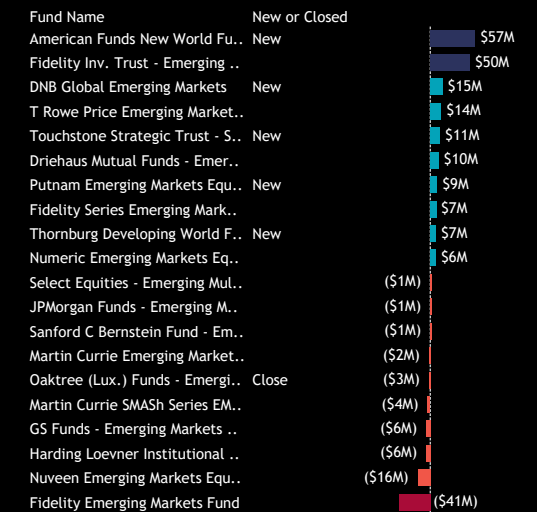 Fund Name New or Closed
American Funds New World Fu.. New $57M
Fidelity Inv. Trust - Emerging .. $50M
DNB Global Emerging Markets New $15M
T Rowe Price Emerging Market.. $14M
Touchstone Strategic Trust - S.. New $11M
Driehaus Mutual Funds - Emer.. $10M
Putnam Emerging Markets Equ.. New $9M
Fidelity Series Emerging Mark.. $7M
Thornburg Developing World F.. New $7M
Numeric Emerging Markets Eq.. $6M
Select Equities - Emerging Mul.. ($1M)
JPMorgan Funds - Emerging M.. ($1M)
Sanford C Bernstein Fund - Em.. ($1M)
Martin Currie Emerging Market.. ($2M)
Oaktree (Lux.) Funds - Emergi.. Close ($3M)
Martin Currie SMASh Series EM.. ($4M)
GS Funds - Emerging Markets .. ($6M)
Harding Loevner Institutional .. ($6M)
Nuveen Emerging Markets Equ.. ($16M)
Fidelity Emerging Markets Fund ($41M)